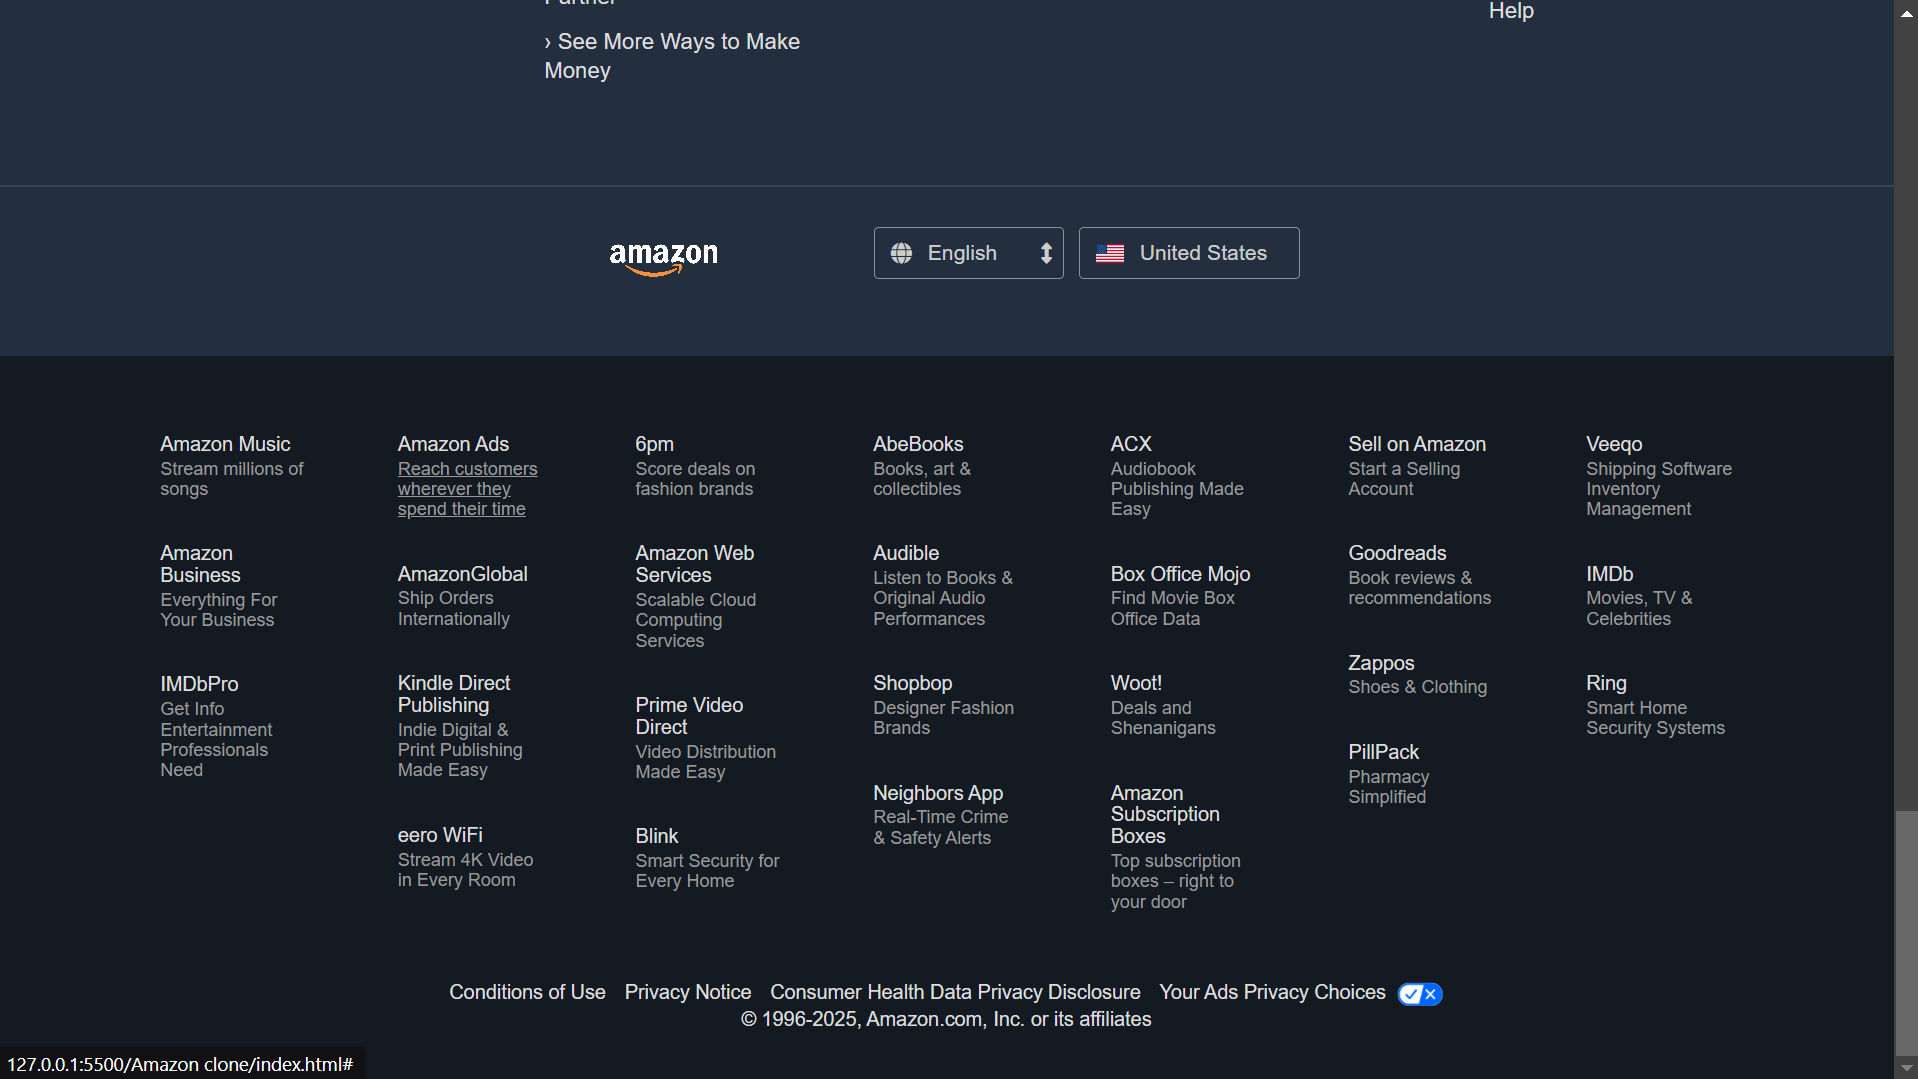 Partner
Help
› See More Ways to Make
Money
amazon
English
United States
Amazon Music
Stream millions of
songs
Amazon Ads
Reach customers
wherever they
spend their time
6pm
Score deals on
fashion brands
AbeBooks
Books, art &
collectibles
ACX
Audiobook
Publishing Made
Easy
Sell on Amazon
Start a Selling
Account
Veeqo
Shipping Software
Inventory
Management
Amazon
Business
Everything For
Your Business
AmazonGlobal
Ship Orders
Internationally
Amazon Web
Services
Scalable Cloud
Computing
Services
Audible
Listen to Books &
Original Audio
Performances
Box Office Mojo
Find Movie Box
Office Data
Goodreads
Book reviews &
recommendations
IMDb
Movies, TV &
Celebrities
IMDbPro
Get Info
Entertainment
Professionals
Need
Kindle Direct
Publishing
Indie Digital &
Print Publishing
Made Easy
Prime Video
Direct
Video Distribution
Made Easy
Shopbop
Designer Fashion
Brands
Woot!
Deals and
Shenanigans
Zappos
Shoes & Clothing
Ring
Smart Home
Security Systems
eero WiFi
Stream 4K Video
in Every Room
Blink
Smart Security for
Every Home
Neighbors App
Real-Time Crime
& Safety Alerts
Amazon
Subscription
Boxes
Top subscription
boxes – right to
your door
PillPack
Pharmacy
Simplified
Conditions of Use Privacy Notice Consumer Health Data Privacy Disclosure Your Ads Privacy Choices
© 1996-2025, Amazon.com, Inc. or its affiliates
127.0.0.1:5500/Amazon clone/index.html#